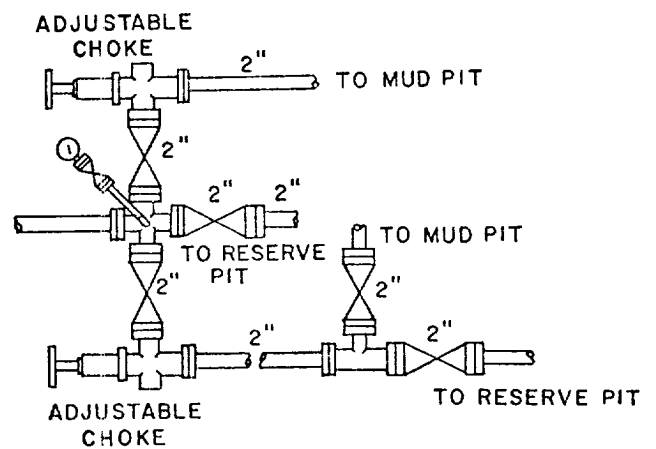 ADJUSTABLE
CHOKE
2"
TO MUD PIT
2"
2"
2"
TO RESERVE
PIT
TO MUD PIT
2"
2"
2"
2"
TO RESERVE PIT
ADJUSTABLE
CHOKE